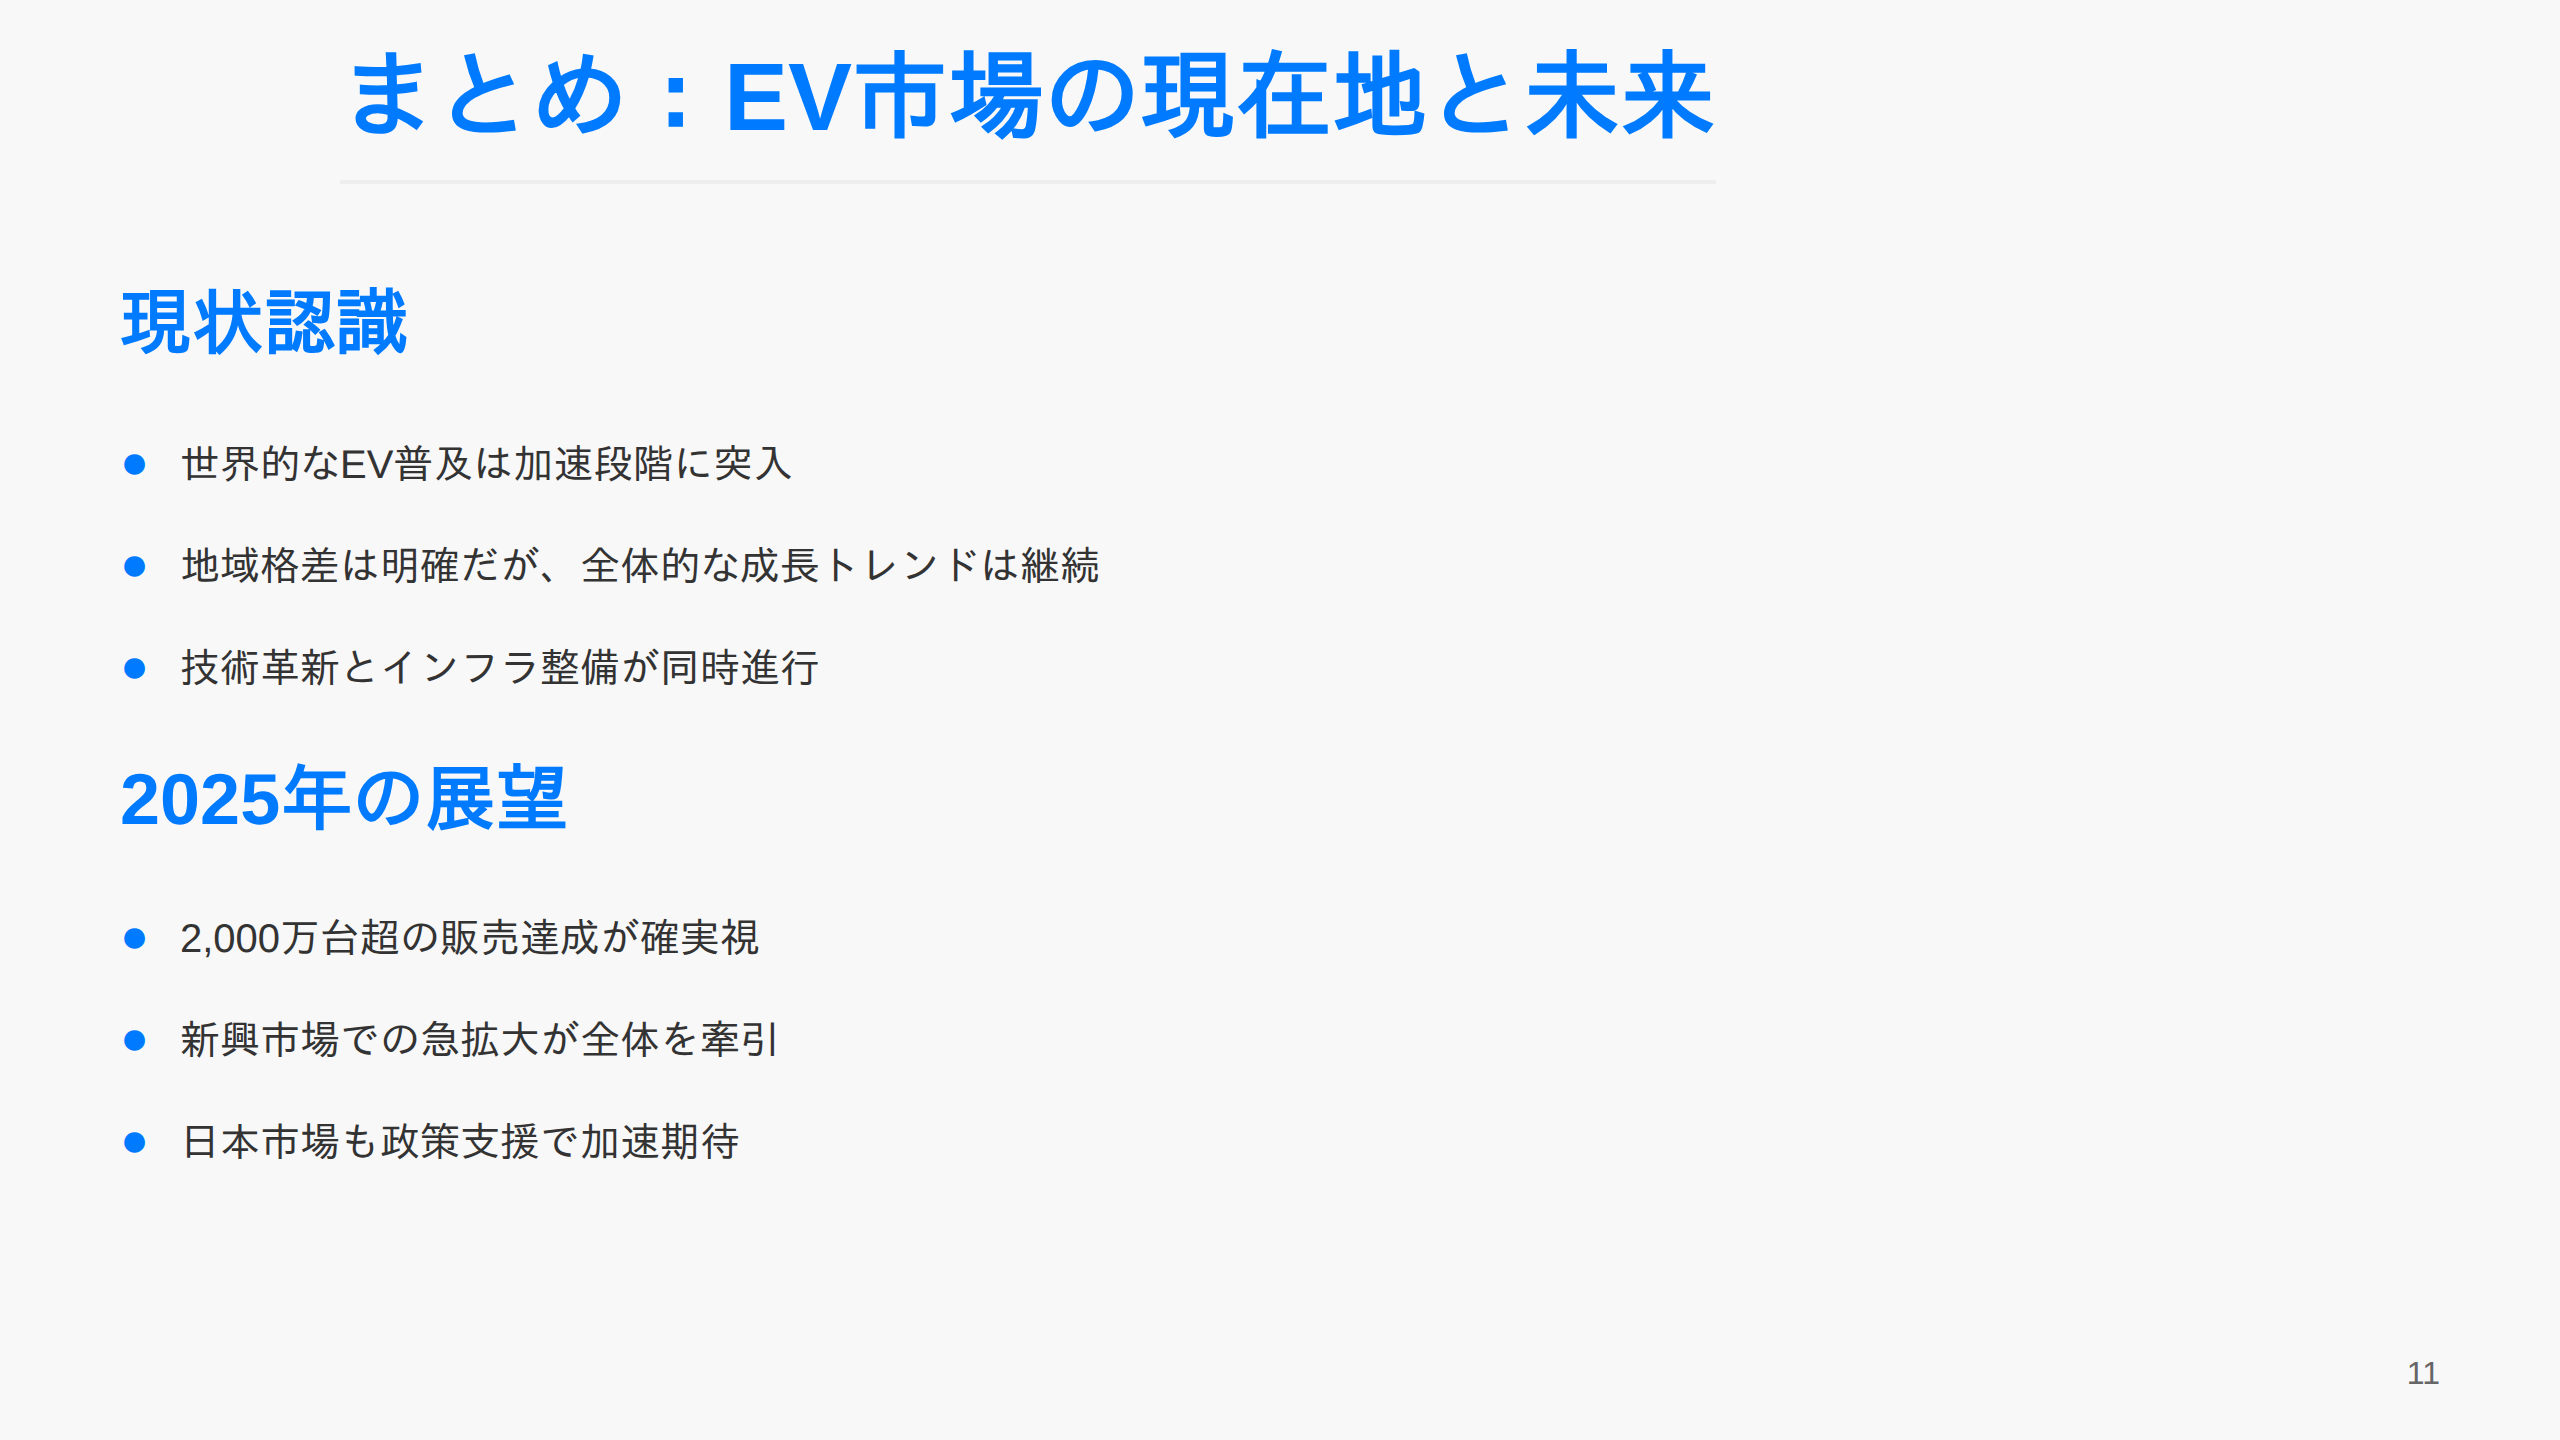 まとめ：EV市場の現在地と未来
現状認識
● 世界的なEV普及は加速段階に突入
● 地域格差は明確だが、全体的な成長トレンドは継続
● 技術革新とインフラ整備が同時進行
2025年の展望
● 2,000万台超の販売達成が確実視
● 新興市場での急拡大が全体を牽引
● 日本市場も政策支援で加速期待
11